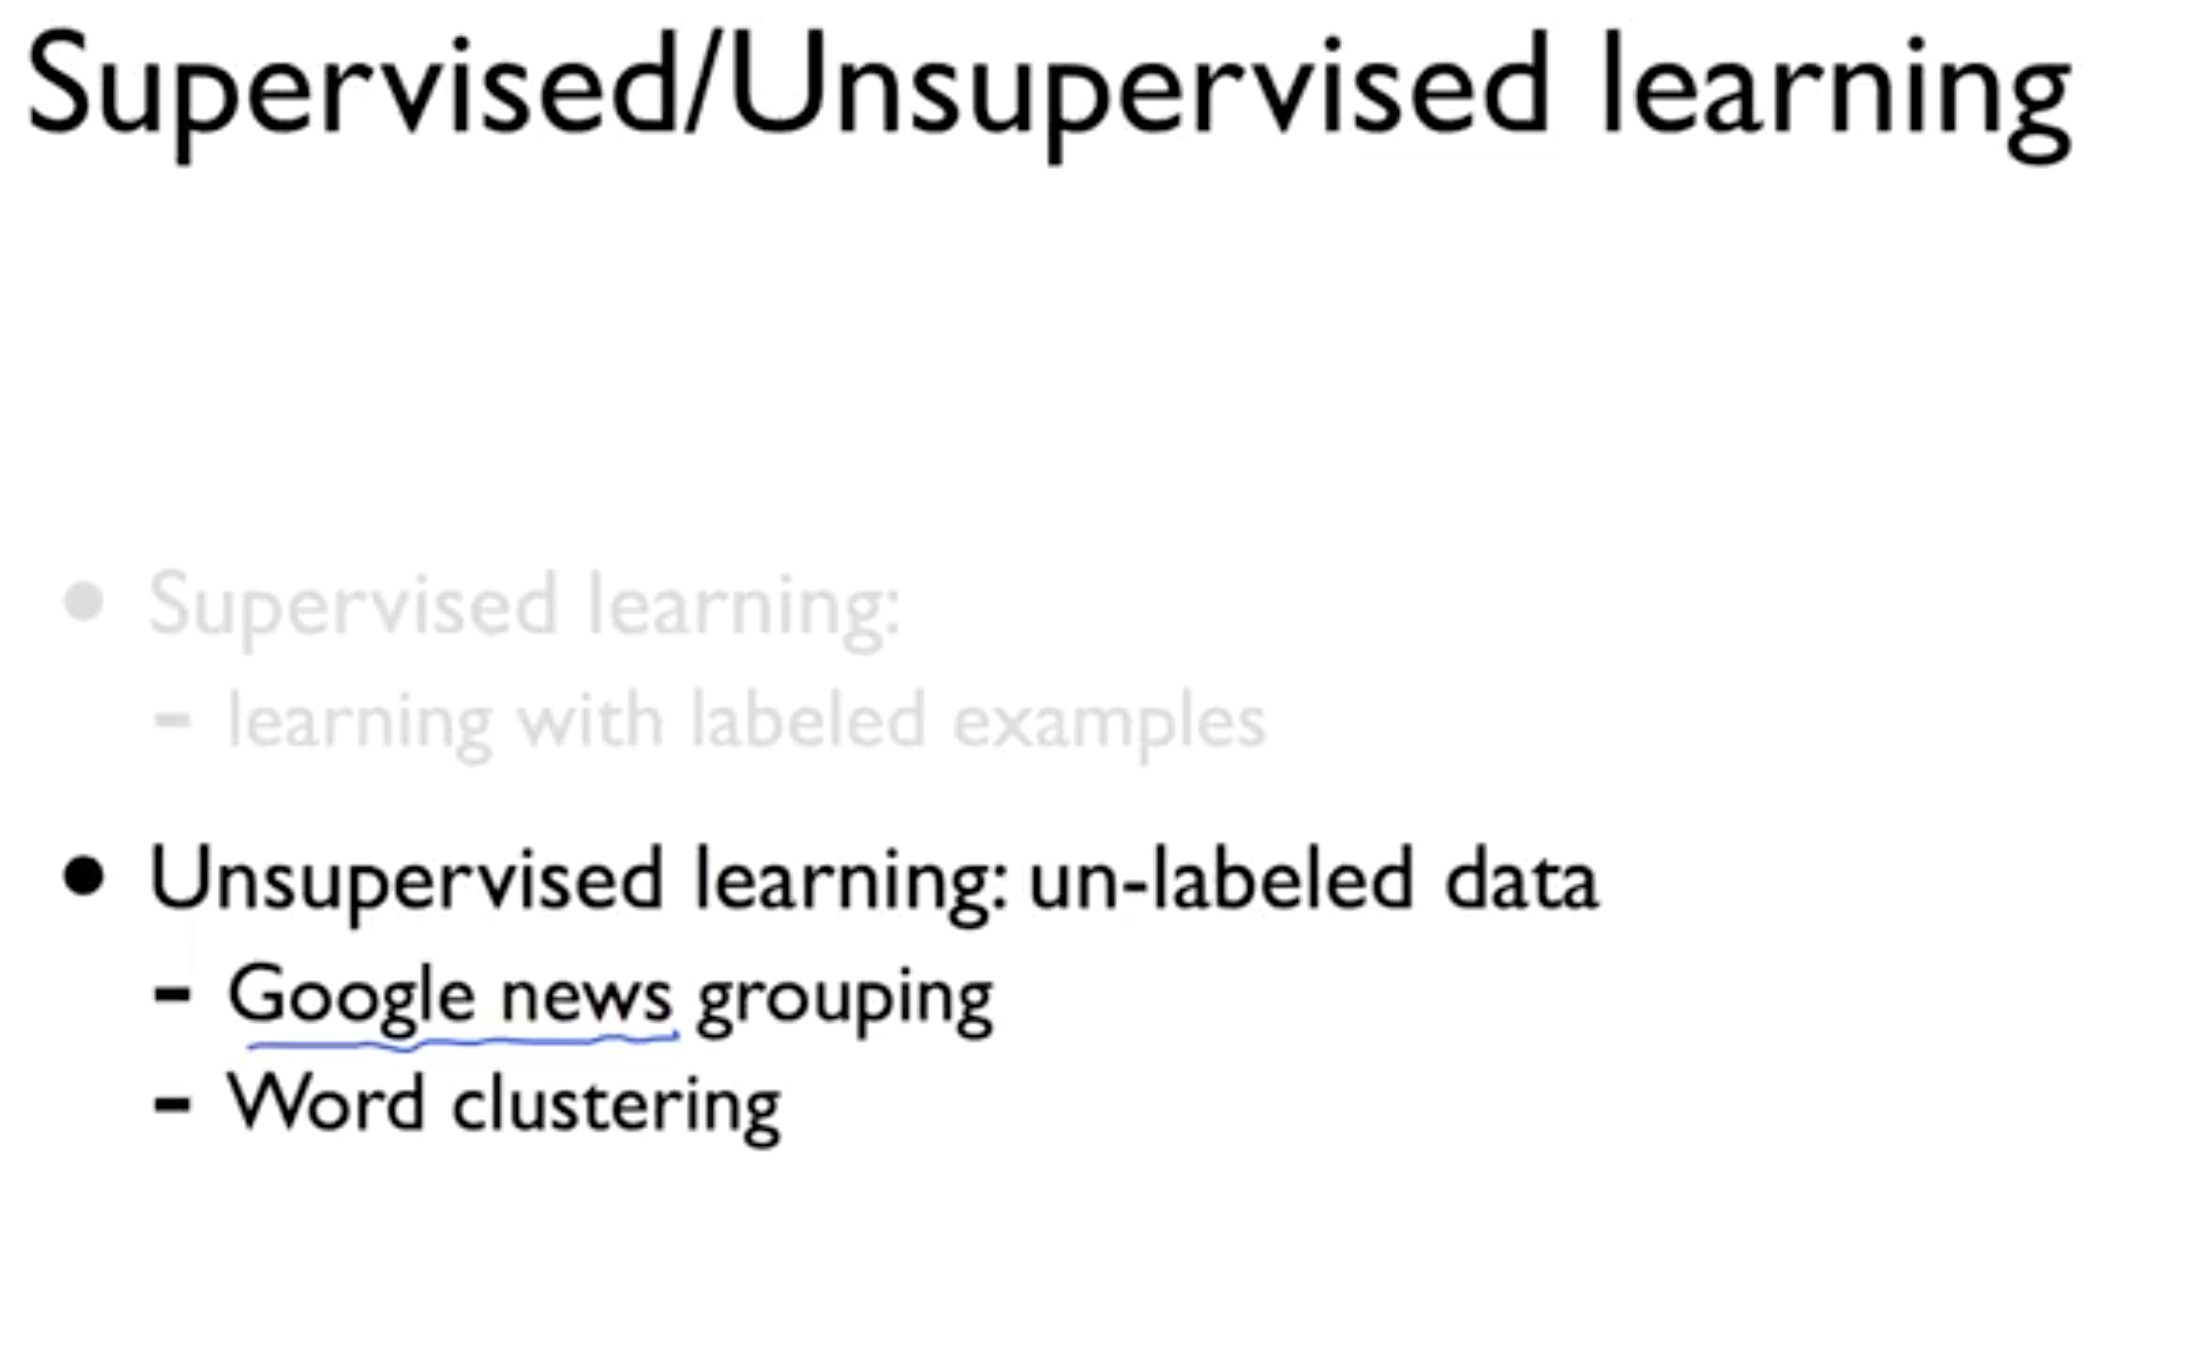 Supervised/Unsupervised learning
• Supervised learning:
- learning with labeled examples
• Unsupervised learning: un-labeled data
- Google news grouping
- Word clustering